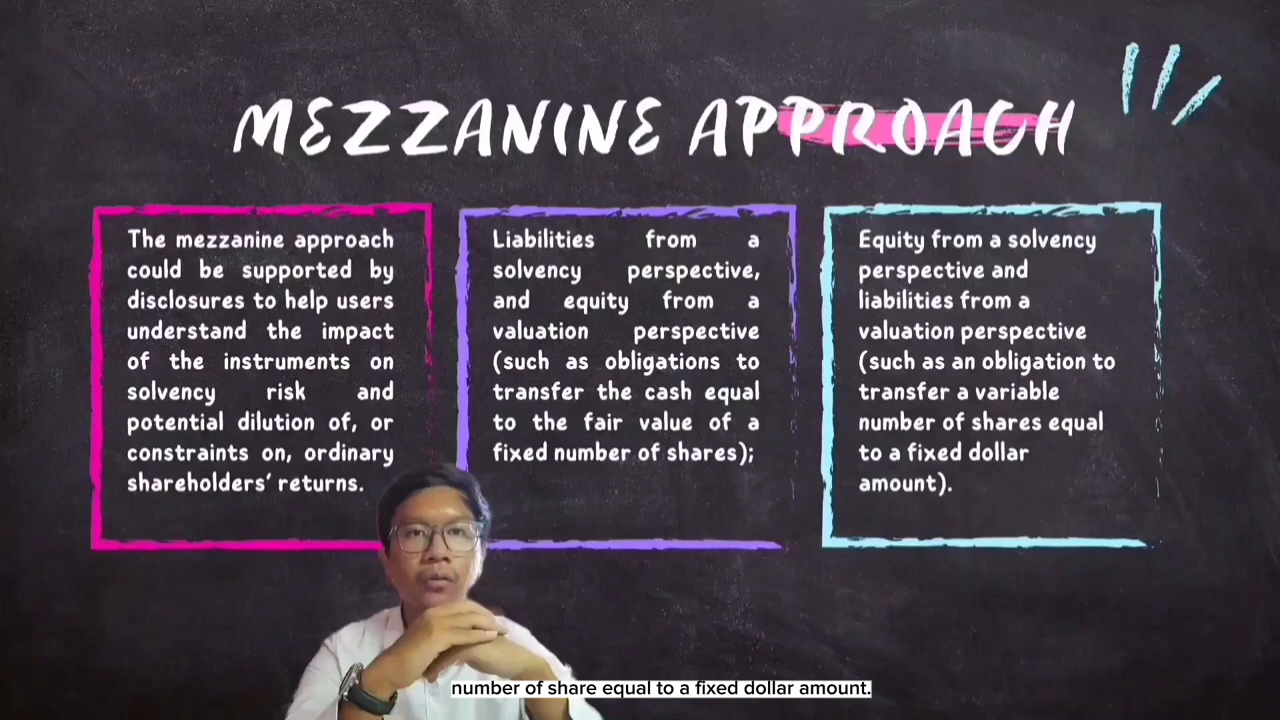 MEZZANINE APPROACH
The mezzanine approach
could be supported by
disclosures to help users
understand the impact
of the instruments on
solvency risk and
potential dilution of, or
constraints on, ordinary
shareholders' returns.
Liabilities from a
solvency perspective,
and equity from a
valuation perspective
(such as obligations to
transfer the cash equal
to the fair value of a
fixed number of shares);
Equity from a solvency
perspective and
liabilities from a
valuation perspective
(such as an obligation to
transfer a variable
number of shares equal
to a fixed dollar
amount).
number of share equal to a fixed dollar amount.